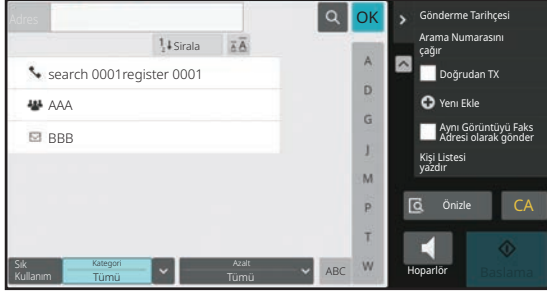 Adres
OK
Sırala
search 0001register 0001
AAA
BBB
A
D
G
J
M
P
T
W
Sık
Kullanım
Kategori
Tümü
Azalt
Tümü
ABC
Gönderme Tarihçesi
Arama Numarasını
çağır
Doğrudan TX
Yeni Ekle
Aynı Görüntüyü Faks
Adresi olarak gönder
Kişi Listesi
yazdır
Önizle
CA
Hoparlör
Başlama